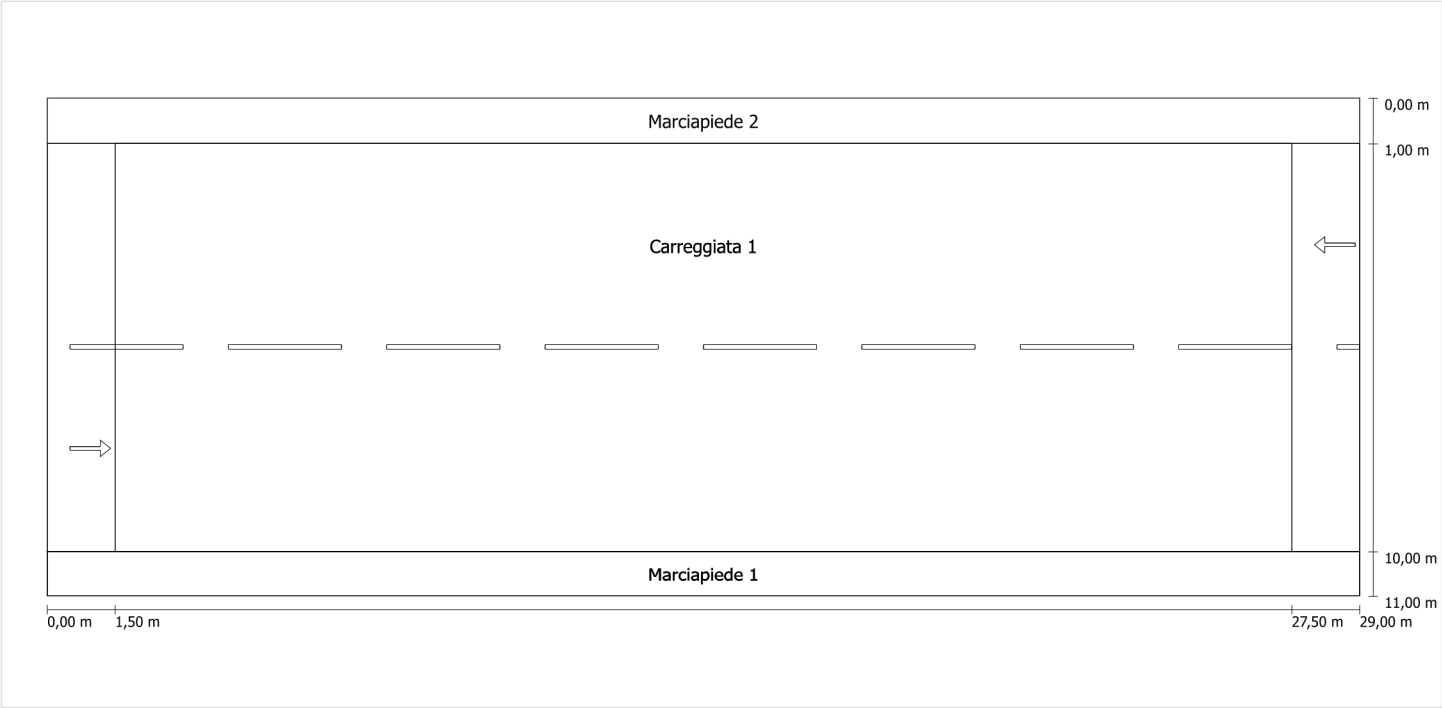 0,00 m
Marciapiede 2
1,00 m
Carreggiata 1
10,00 m
Marciapiede 1
11,00 m
0,00 m
1,50 m
27,50 m
29,00 m